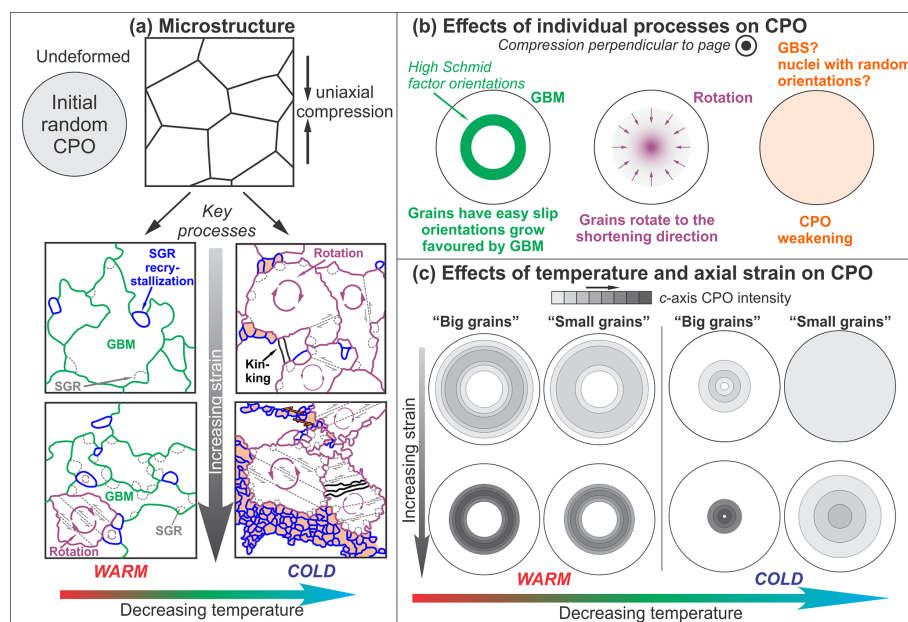 (a) Microstructure
Undeformed
Initial
random
CPO
uniaxial
compression
Key
processes
SGR
recry-
stallization
GBM
SGR
Rotation
Kin-
king
GBM
SGR
Rotation
Increasing strain
WARM
COLD
Decreasing temperature
(b) Effects of individual processes on CPO
Compression perpendicular to page
High Schmid
factor orientations
GBM
Rotation
GBS?
nuclei with random
orientations?
Grains have easy slip
orientations grow
favoured by GBM
Grains rotate to the
shortening direction
CPO
weakening
(c) Effects of temperature and axial strain on CPO
c-axis CPO intensity
“Big grains”
“Small grains”
“Big grains”
“Small grains”
Increasing strain
WARM
COLD
Decreasing temperature